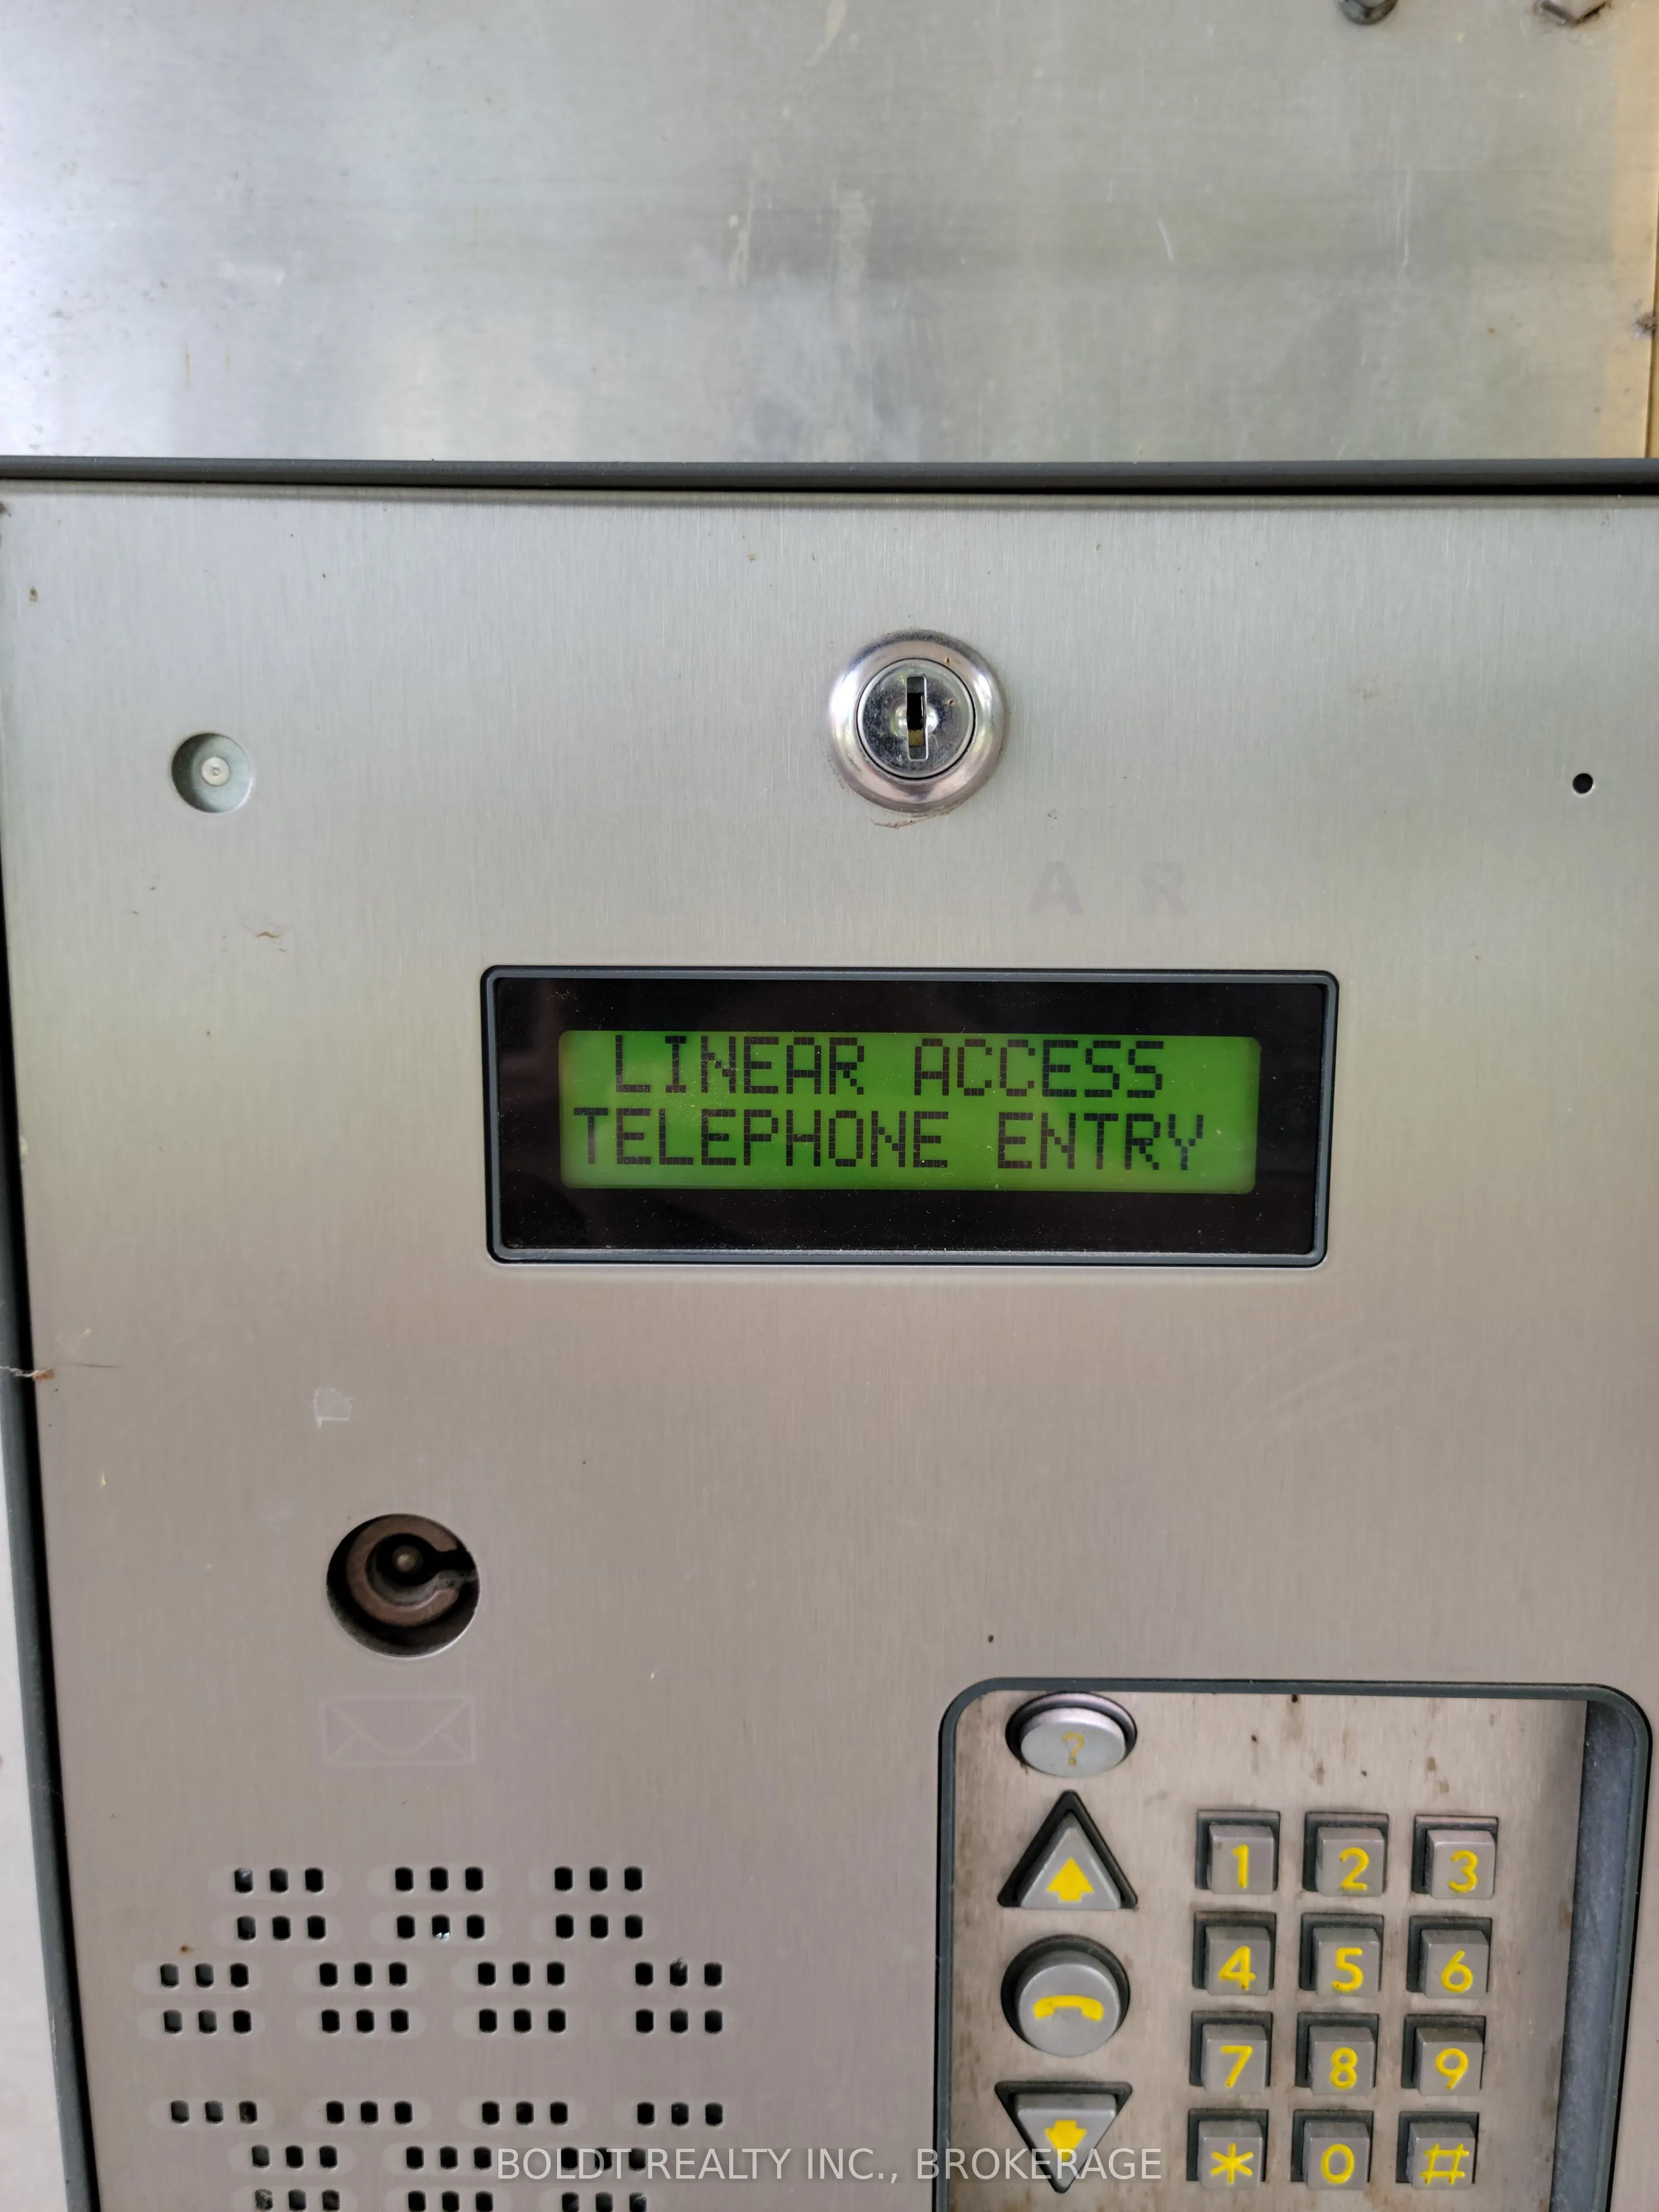 A R
LINEAR ACCESS
TELEPHONE ENTRY
?
1 2 3
4 5 6
7 8 9
* 0 #
BOLDT REALTY INC., BROKERAGE